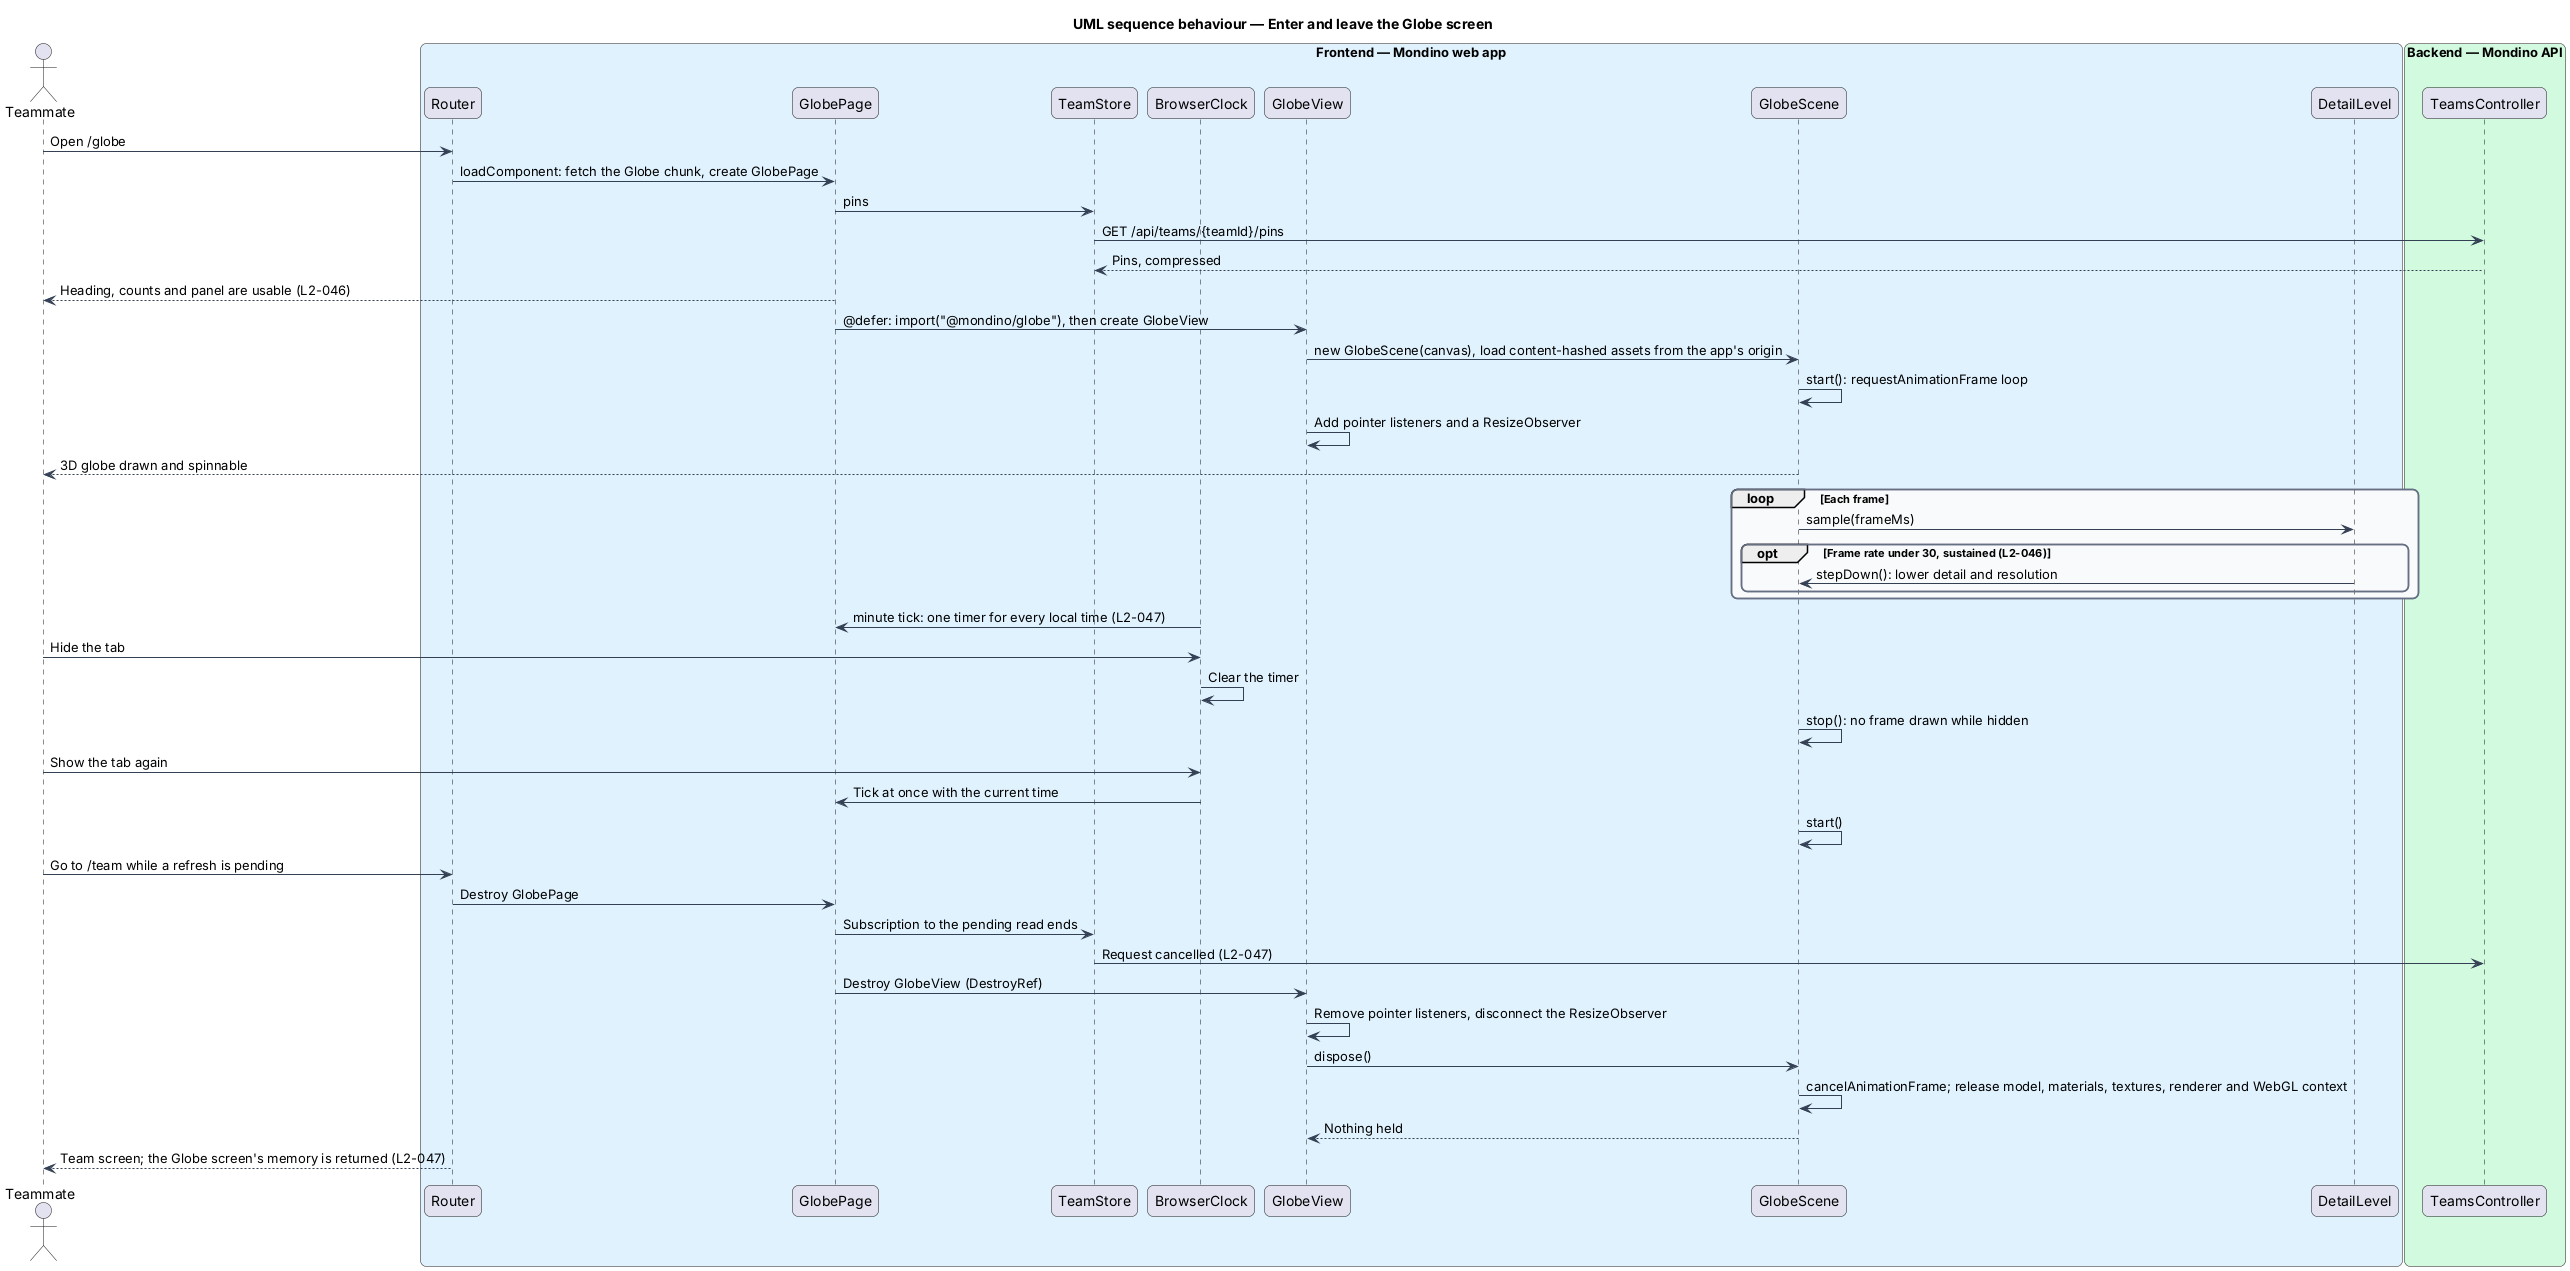 UML sequence behaviour — Enter and leave the Globe screen
Frontend — Mondino web app
Backend — Mondino API
Teammate
Router
GlobePage
TeamStore
BrowserClock
GlobeView
GlobeScene
DetailLevel
TeamsController
Open /globe
loadComponent: fetch the Globe chunk, create GlobePage
pins
GET /api/teams/{teamId}/pins
Pins, compressed
Heading, counts and panel are usable (L2-046)
@defer: import("@mondino/globe"), then create GlobeView
new GlobeScene(canvas), load content-hashed assets from the app's origin
start(): requestAnimationFrame loop
Add pointer listeners and a ResizeObserver
3D globe drawn and spinnable
loop
[Each frame]
sample(frameMs)
opt
[Frame rate under 30, sustained (L2-046)]
stepDown(): lower detail and resolution
minute tick: one timer for every local time (L2-047)
Hide the tab
Clear the timer
stop(): no frame drawn while hidden
Show the tab again
Tick at once with the current time
start()
Go to /team while a refresh is pending
Destroy GlobePage
Subscription to the pending read ends
Request cancelled (L2-047)
Destroy GlobeView (DestroyRef)
Remove pointer listeners, disconnect the ResizeObserver
dispose()
cancelAnimationFrame; release model, materials, textures, renderer and WebGL context
Nothing held
Team screen; the Globe screen's memory is returned (L2-047)
Teammate
Router
GlobePage
TeamStore
BrowserClock
GlobeView
GlobeScene
DetailLevel
TeamsController